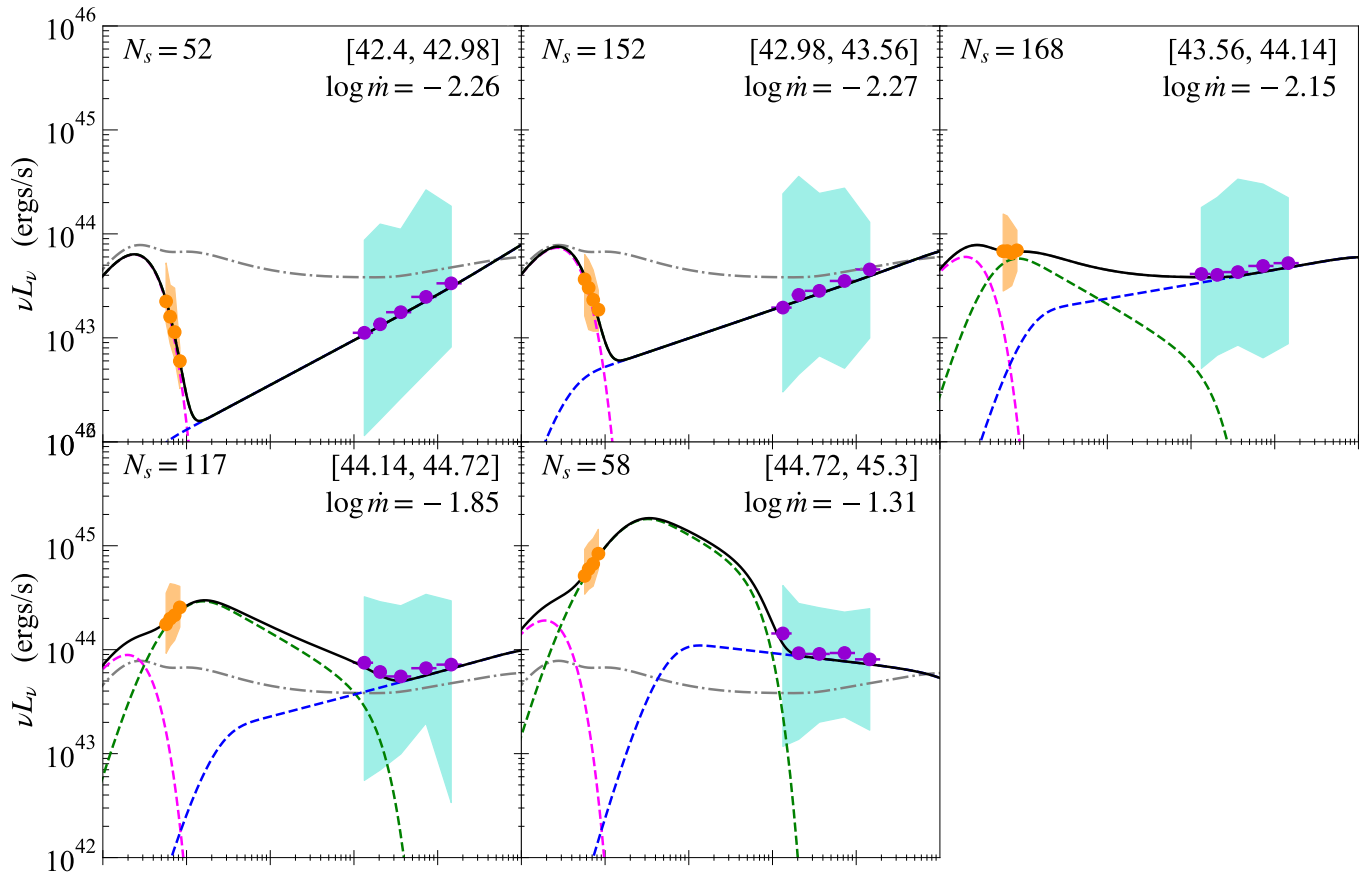 10^46
N_s = 52
[42.4, 42.98]
log ṁ = −2.26
N_s = 152
[42.98, 43.56]
log ṁ = −2.27
N_s = 168
[43.56, 44.14]
log ṁ = −2.15
10^45
10^44
10^43
νL_ν (ergs/s)
N_s = 117
[44.14, 44.72]
log ṁ = −1.85
N_s = 58
[44.72, 45.3]
log ṁ = −1.31
10^45
10^44
10^43
10^42
νL_ν (ergs/s)